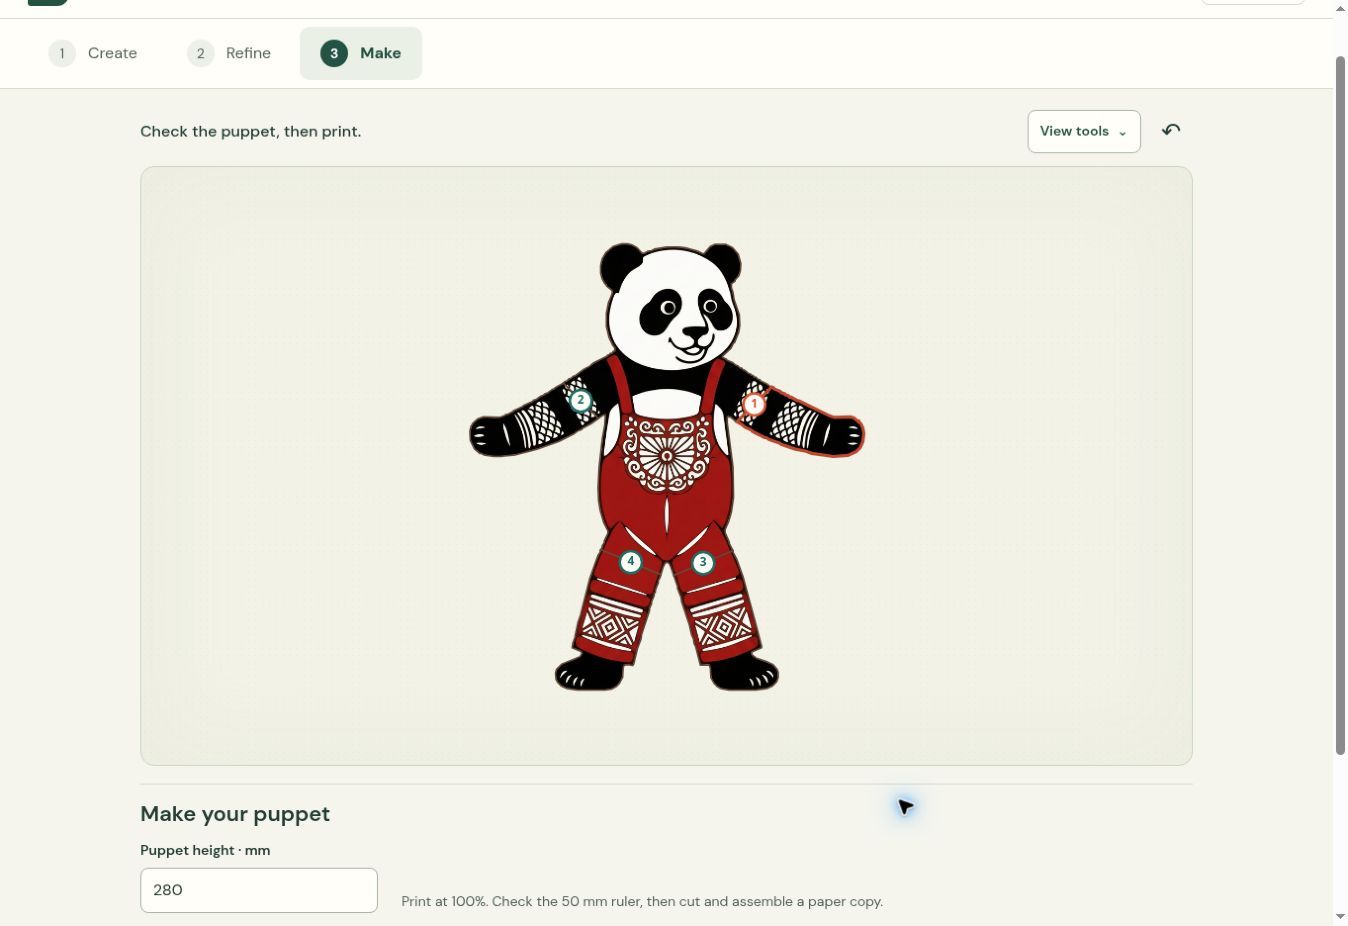 1 Create 2 Refine 3 Make
Check the puppet, then print.
View tools
2
1
4
3
Make your puppet
Puppet height · mm
280
Print at 100%. Check the 50 mm ruler, then cut and assemble a paper copy.